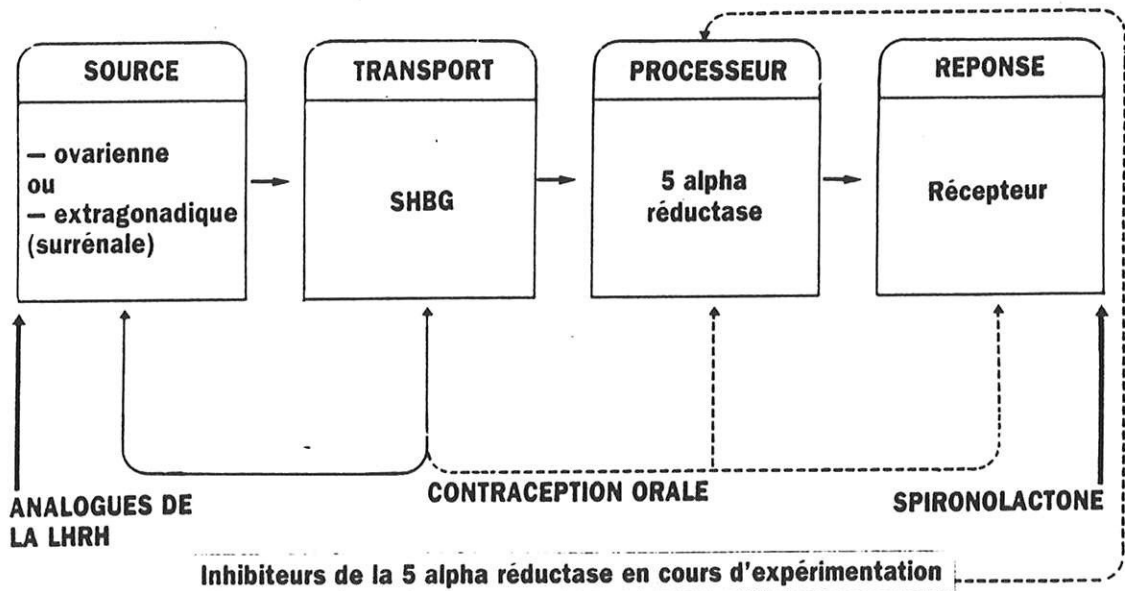 SOURCE
— ovarienne
ou
— extragonadique
(surrénale)
TRANSPORT
SHBG
PROCESSEUR
5 alpha
réductase
REPONSE
Récepteur
ANALOGUES DE
LA LHRH
CONTRACEPTION ORALE
SPIRONOLACTONE
Inhibiteurs de la 5 alpha réductase en cours d'expérimentation